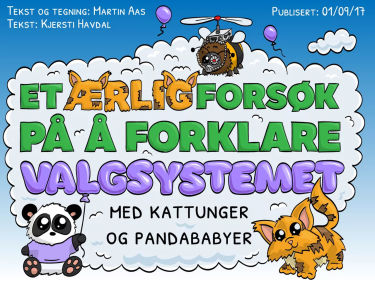 Tekst og tegning: Martin Aas
Tekst: Kjersti Havdal
Publisert: 01/09/17
ET ÆRLIG FORSØK
PÅ Å FORKLARE
VALGSYSTEMET
MED KATTUNGER
OG PANDABABYER